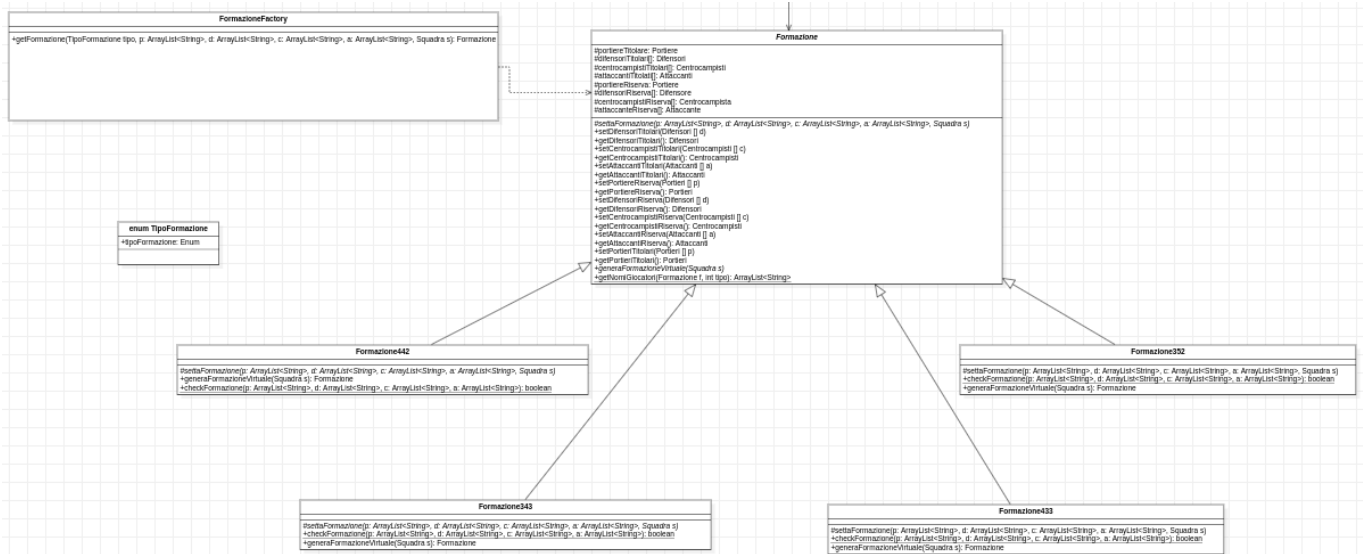 FormazioneFactory
+getFormazione(TipoFormazione tipo, p: ArrayList<String>, d: ArrayList<String>, c: ArrayList<String>, a: ArrayList<String>, Squadra s): Formazione
Formazione
#portiereTitolare: Portiere
#difensoriTitolari[]: Difensori
#centrocampistiTitolari[]: Centrocampisti
#attaccantiTitolati[]: Attaccanti
#portiereRiserva: Portiere
#difensoriRiserva[]: Difensore
#centrocampistiRiserva[]: Centrocampista
#attaccanteRiserva[]: Attaccante
#settaFormazione(p: ArrayList<String>, d: ArrayList<String>, c: ArrayList<String>, a: ArrayList<String>, Squadra s)
+setDifensoriTitolari(Difensori [] d)
+getDifensoriTitolari(): Difensori
+setCentrocampistiTitolari(Centrocampisti [] c)
+getCentrocampistiTitolari(): Centrocampisti
+setAttaccantiTitolari(Attaccanti [] a)
+getAttaccantiTitolari(): Attaccanti
+setPortiereRiserva(Portieri [] p)
+getPortiereRiserva(): Portieri
+setDifensoriRiserva(Difensori [] d)
+getDifensoriRiserva(): Difensori
+setCentrocampistiRiserva(Centrocampisti [] c)
+getCentrocampistiRiserva(): Centrocampisti
+setAttaccantiRiserva(Attaccanti [] a)
+getAttaccantiRiserva(): Attaccanti
+setPortieriTitolari(Portieri [] p)
+getPortieriTitolari(): Portieri
+generaFormazioneVirtuale(Squadra s)
+getNomiGiocatori(Formazione f, int tipo): ArrayList<String>
enum TipoFormazione
+tipoFormazione: Enum
Formazione442
#settaFormazione(p: ArrayList<String>, d: ArrayList<String>, c: ArrayList<String>, a: ArrayList<String>, Squadra s)
+generaFormazioneVirtuale(Squadra s): Formazione
+checkFormazione(p: ArrayList<String>, d: ArrayList<String>, c: ArrayList<String>, a: ArrayList<String>): boolean
Formazione352
#settaFormazione(p: ArrayList<String>, d: ArrayList<String>, c: ArrayList<String>, a: ArrayList<String>, Squadra s)
+checkFormazione(p: ArrayList<String>, d: ArrayList<String>, c: ArrayList<String>, a: ArrayList<String>): boolean
+generaFormazioneVirtuale(Squadra s): Formazione
Formazione343
#settaFormazione(p: ArrayList<String>, d: ArrayList<String>, c: ArrayList<String>, a: ArrayList<String>, Squadra s)
+checkFormazione(p: ArrayList<String>, d: ArrayList<String>, c: ArrayList<String>, a: ArrayList<String>): boolean
+generaFormazioneVirtuale(Squadra s): Formazione
Formazione433
#settaFormazione(p: ArrayList<String>, d: ArrayList<String>, c: ArrayList<String>, a: ArrayList<String>, Squadra s)
+checkFormazione(p: ArrayList<String>, d: ArrayList<String>, c: ArrayList<String>, a: ArrayList<String>): boolean
+generaFormazioneVirtuale(Squadra s): Formazione